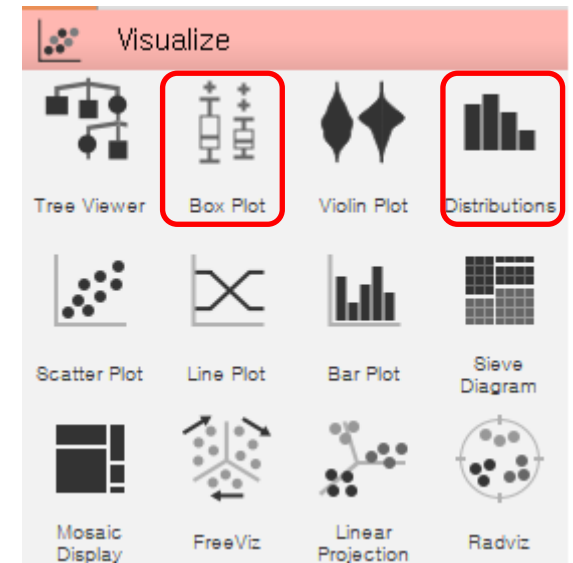 Visualize
Tree Viewer
Box Plot
Violin Plot
Distributions
Scatter Plot
Line Plot
Bar Plot
Sieve
Diagram
Mosaic
Display
FreeViz
Linear
Projection
Radviz